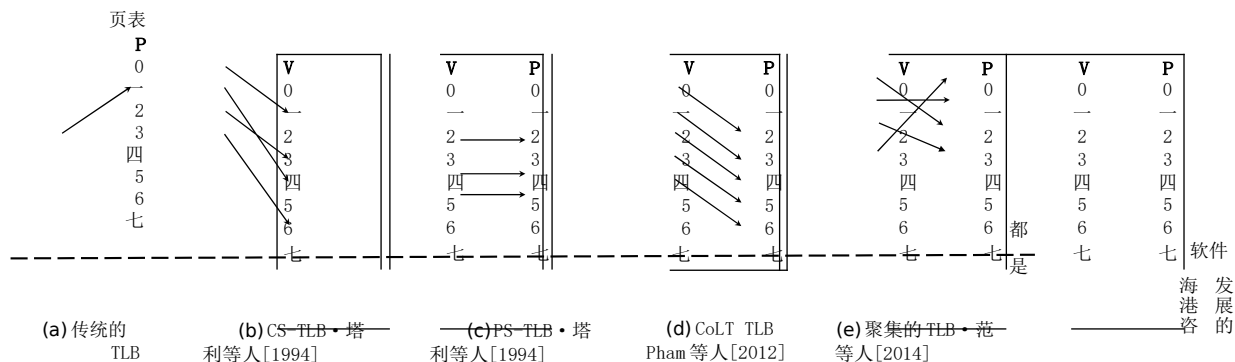 页表
P
0
一
2
3
四
5
6
七
V
0
一
2
3
四
5
6
七
V P
0 0
一 一
2 2
3 3
四 四
5 5
6 6
七 七
V P
0 0
一 一
2 2
3 3
四 四
5 5
6 6
七 七
V P V P
0 0 0 0
一 一 一 一
2 2 2 2
3 3 3 3
四 四 四 四
5 5 5 5
6 6 6 6
七 七 七 七
都
是
软件
海 发
港 展
咨 的
(a) 传统的
TLB
(b) CS-TLB•塔
利等人[1994]
(c) PS-TLB•塔
利等人[1994]
(d) CoLT TLB
Pham 等人[2012]
(e) 聚集的 TLB•范
等人[2014]